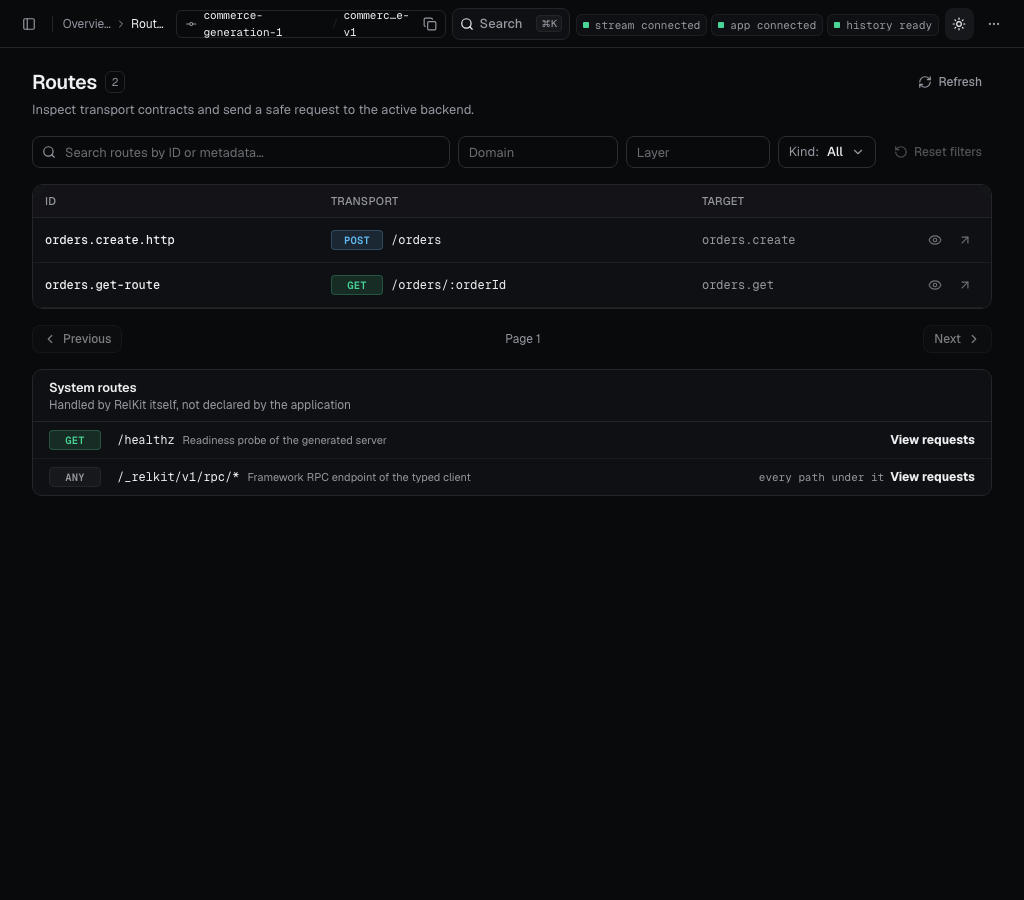 Overvie... > Rout...
commerce-generation-1 / commerc...e-v1
Search ⌘K
stream connected
app connected
history ready
Routes 2
Refresh
Inspect transport contracts and send a safe request to the active backend.
Search routes by ID or metadata...
Domain
Layer
Kind: All
Reset filters
ID TRANSPORT TARGET
orders.create.http POST /orders orders.create
orders.get-route GET /orders/:orderId orders.get
Previous Page 1 Next
System routes
Handled by RelKit itself, not declared by the application
GET /healthz Readiness probe of the generated server View requests
ANY /_relkit/v1/rpc/* Framework RPC endpoint of the typed client every path under it View requests